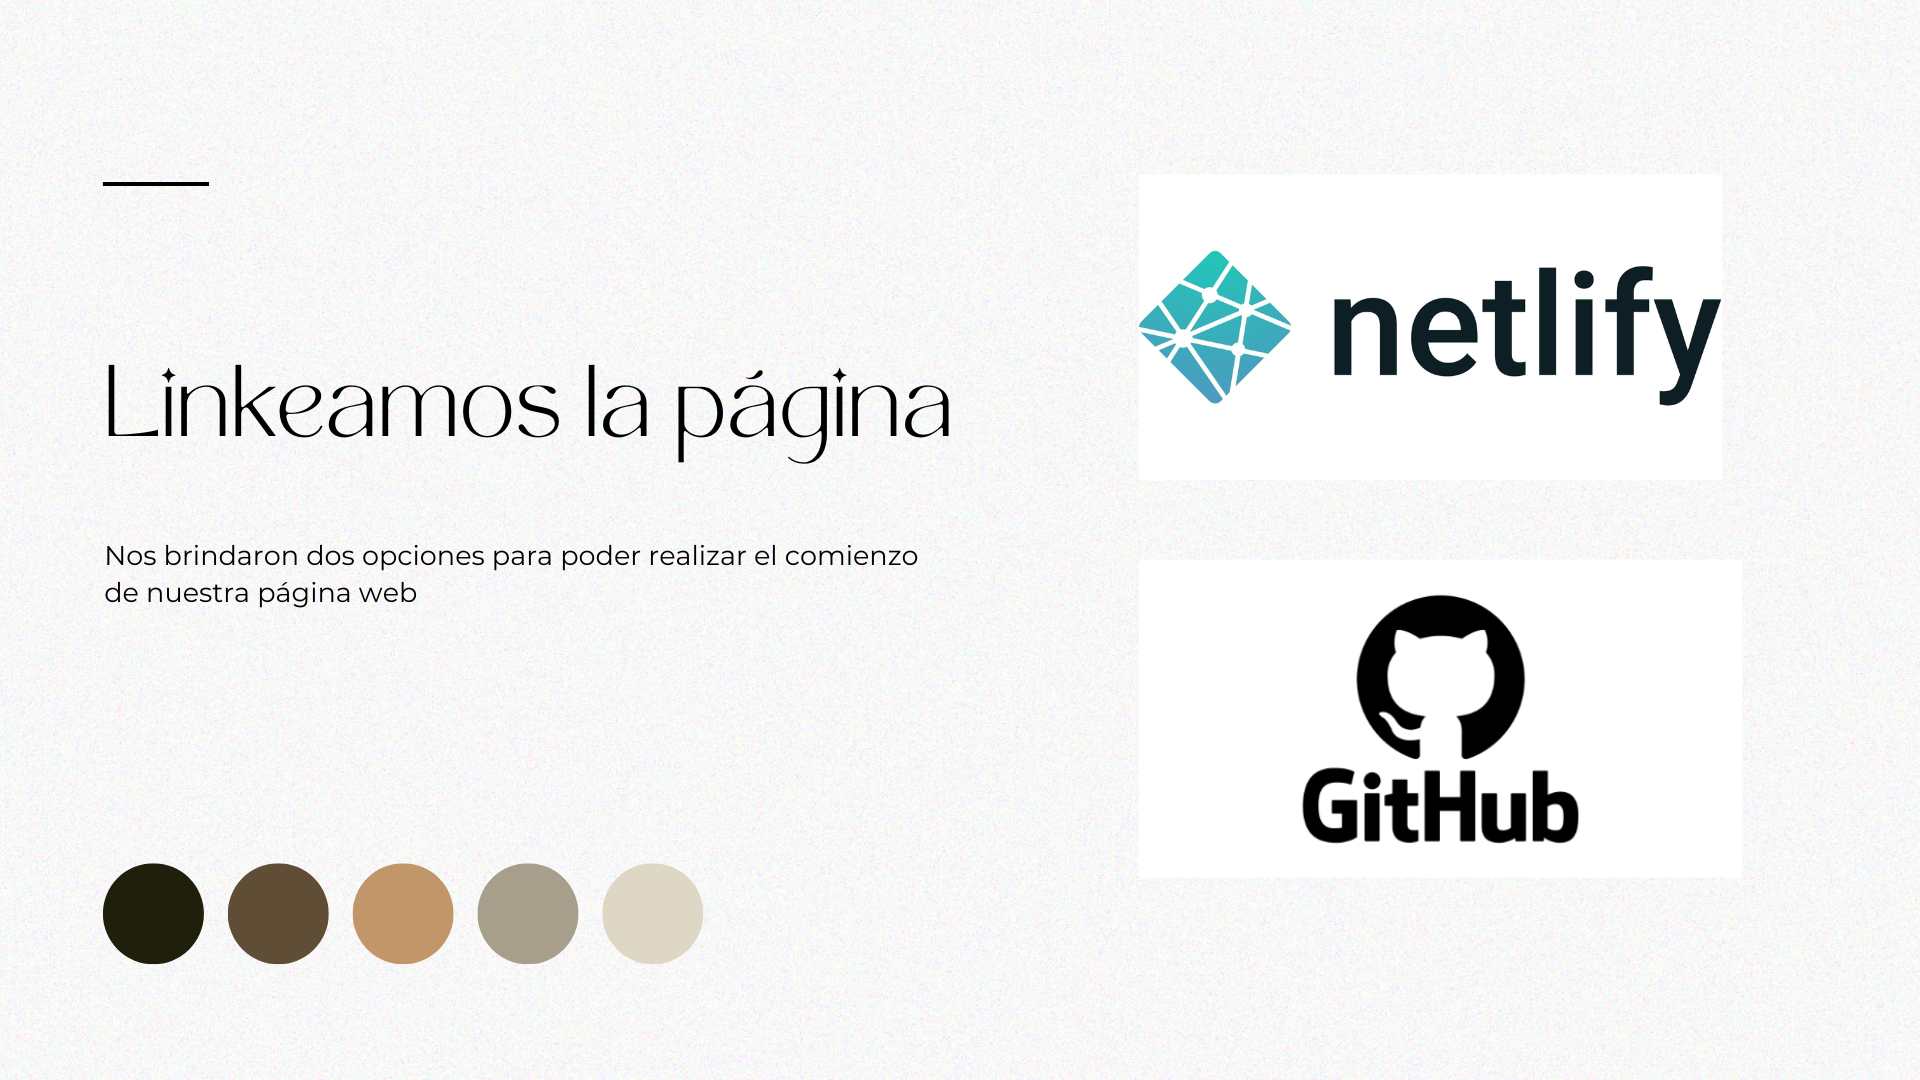 Linkeamos la página
Nos brindaron dos opciones para poder realizar el comienzo
de nuestra página web
netlify
GitHub